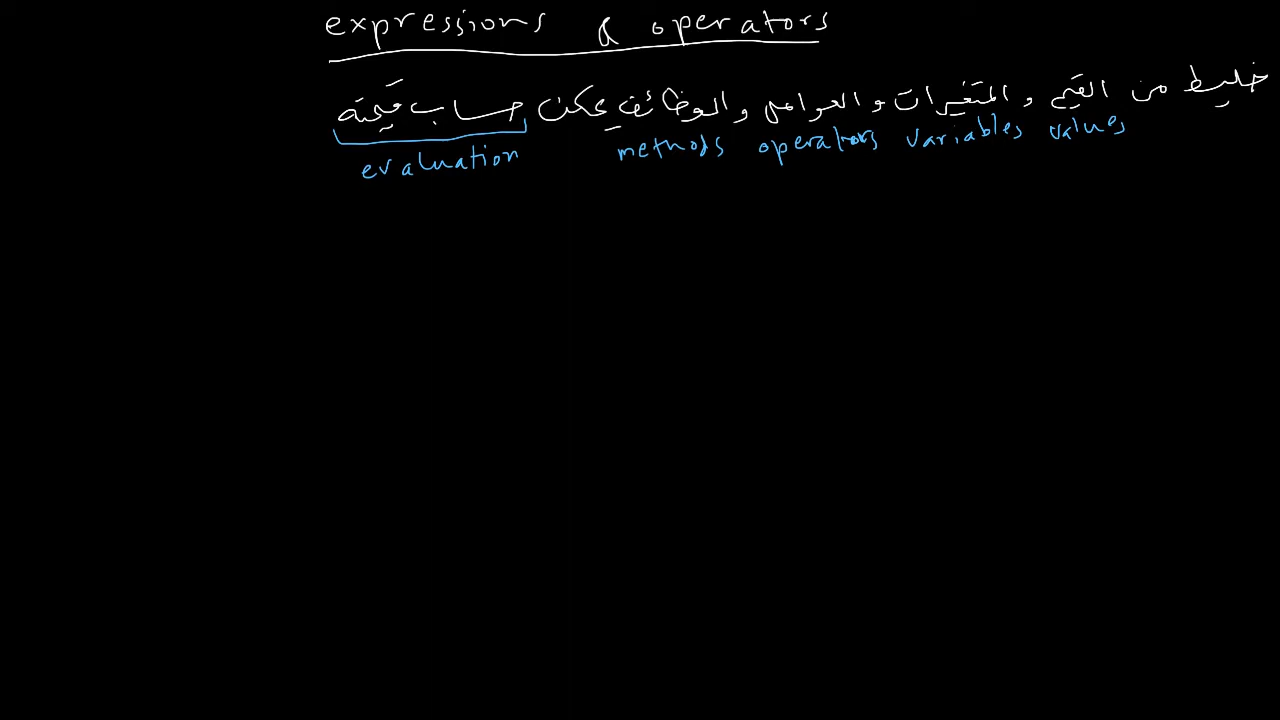 expressions & operators
خليط من القيم و المتغيرات و العوامل و الوظائف يمكن حساب قيمته
evaluation methods operators variables values